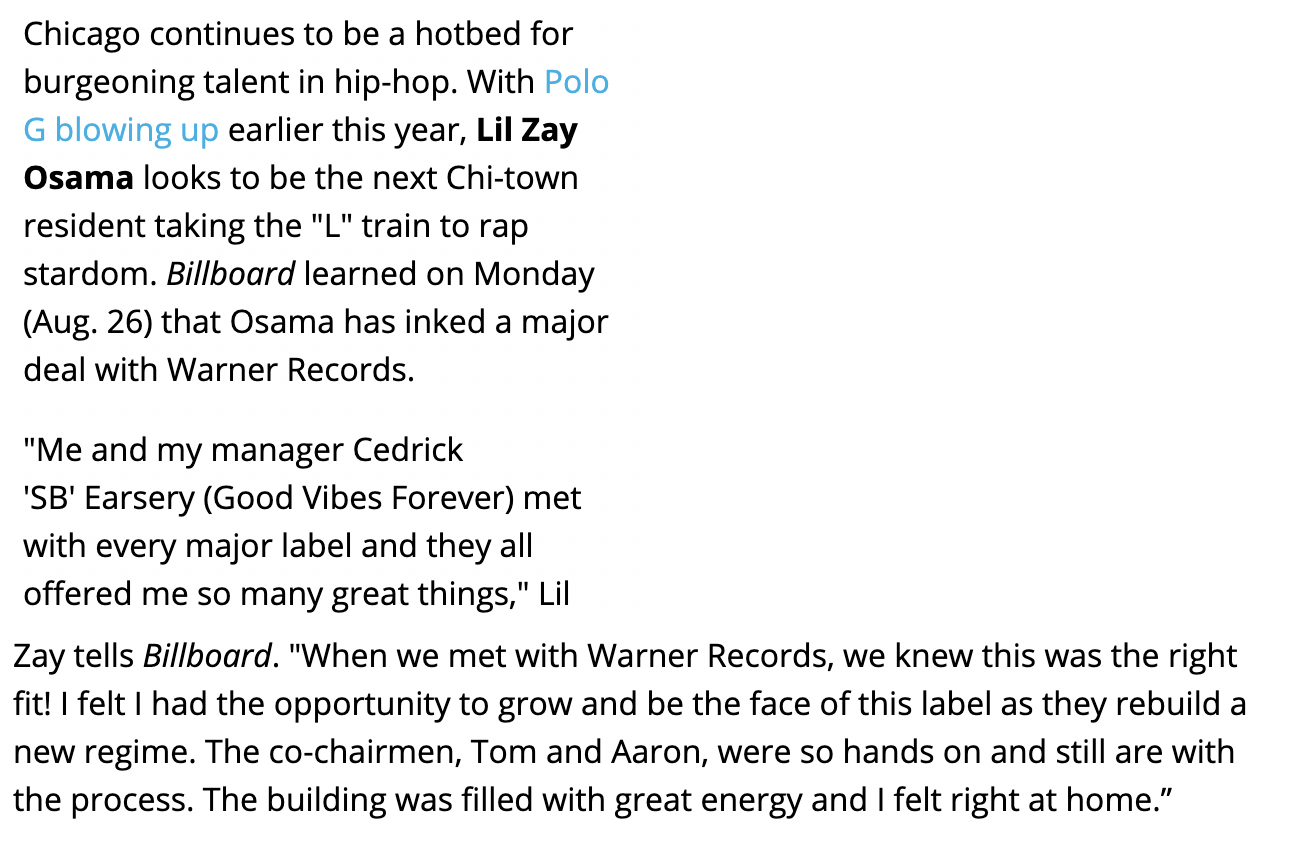 Chicago continues to be a hotbed for
burgeoning talent in hip-hop. With Polo
G blowing up earlier this year, Lil Zay
Osama looks to be the next Chi-town
resident taking the "L" train to rap
stardom. Billboard learned on Monday
(Aug. 26) that Osama has inked a major
deal with Warner Records.
"Me and my manager Cedrick
'SB' Earsery (Good Vibes Forever) met
with every major label and they all
offered me so many great things," Lil
Zay tells Billboard. "When we met with Warner Records, we knew this was the right
fit! I felt I had the opportunity to grow and be the face of this label as they rebuild a
new regime. The co-chairmen, Tom and Aaron, were so hands on and still are with
the process. The building was filled with great energy and I felt right at home.”